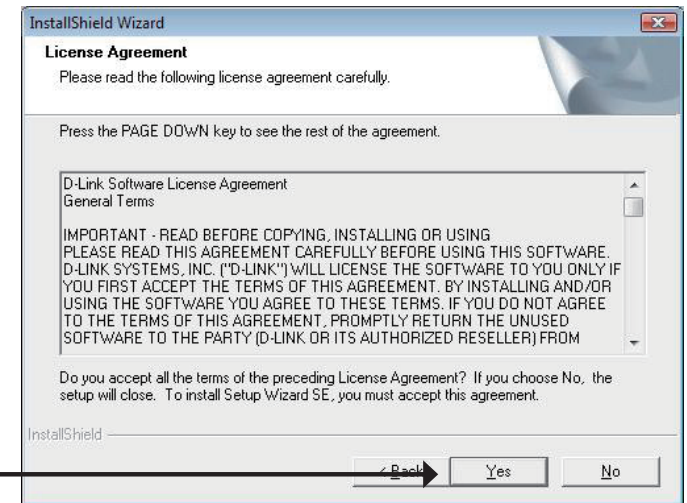 InstallShield Wizard
License Agreement
Please read the following license agreement carefully.
Press the PAGE DOWN key to see the rest of the agreement.
D-Link Software License Agreement
General Terms
IMPORTANT - READ BEFORE COPYING, INSTALLING OR USING
PLEASE READ THIS AGREEMENT CAREFULLY BEFORE USING THIS SOFTWARE.
D-LINK SYSTEMS, INC. ("D-LINK") WILL LICENSE THE SOFTWARE TO YOU ONLY IF
YOU FIRST ACCEPT THE TERMS OF THIS AGREEMENT. BY INSTALLING AND/OR
USING THE SOFTWARE YOU AGREE TO THESE TERMS. IF YOU DO NOT AGREE
TO THE TERMS OF THIS AGREEMENT, PROMPTLY RETURN THE UNUSED
SOFTWARE TO THE PARTY (D-LINK OR ITS AUTHORIZED RESELLER) FROM
Do you accept all the terms of the preceding License Agreement? If you choose No, the
setup will close. To install Setup Wizard SE, you must accept this agreement.
InstallShield
< Back Yes No